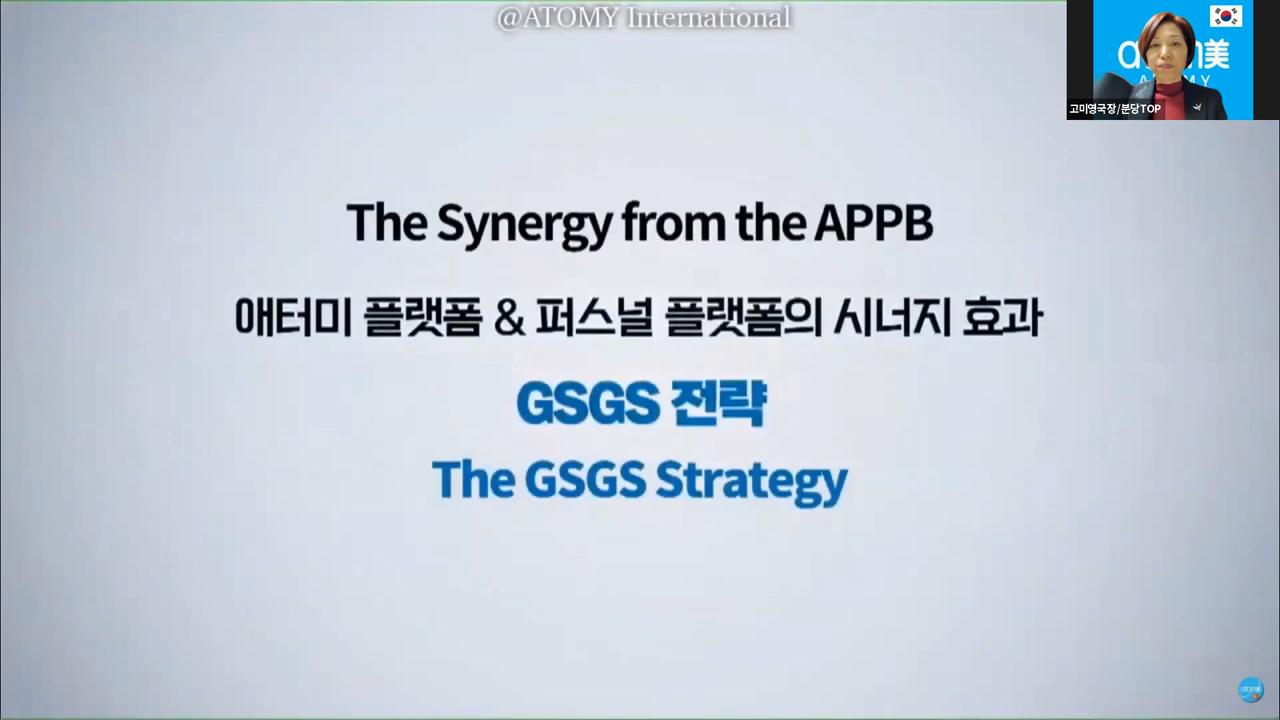 @ATOMY International
고미영국장/분당TOP
The Synergy from the APPB
애터미 플랫폼 & 퍼스널 플랫폼의 시너지 효과
GSGS 전략
The GSGS Strategy